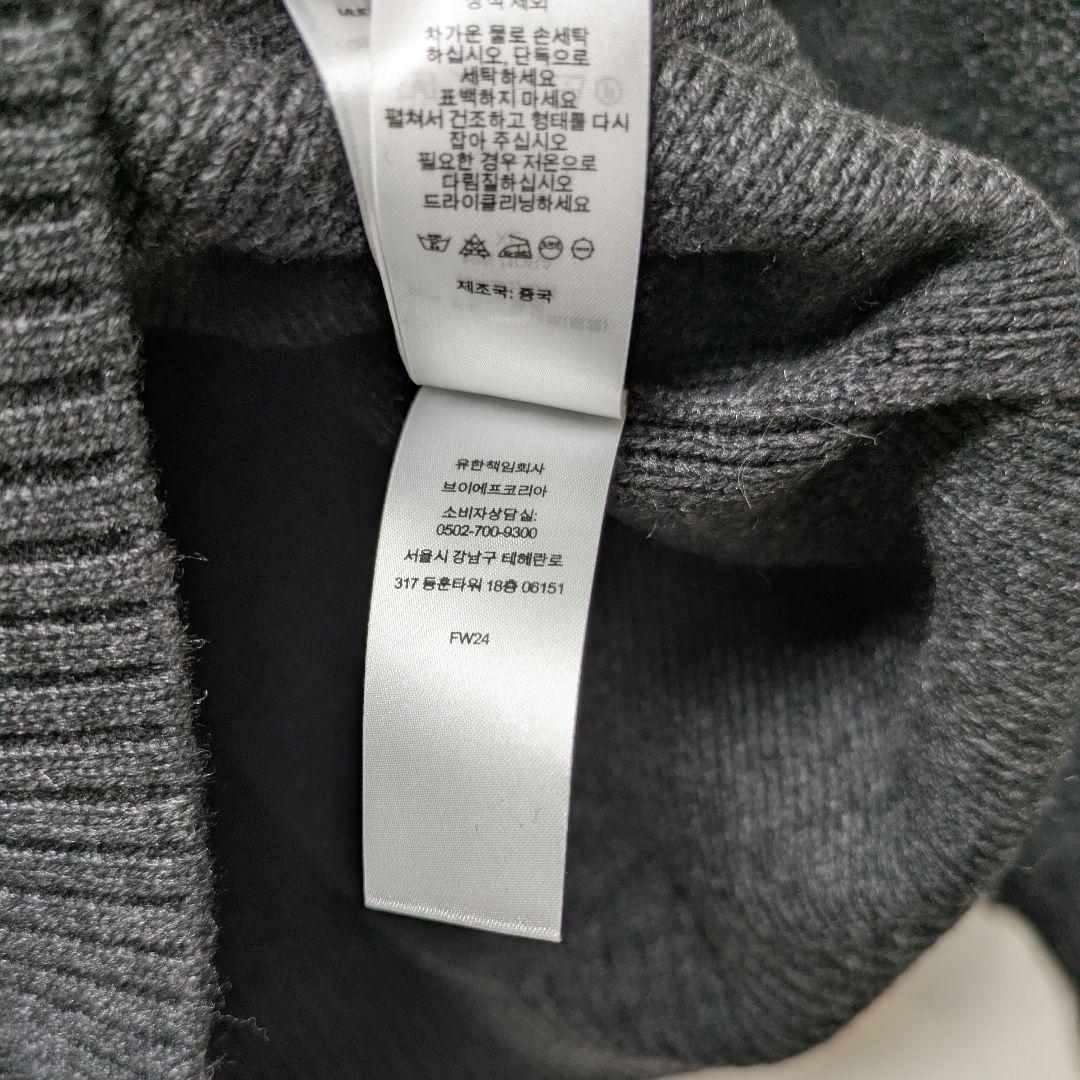 장식 제외
차가운 물로 손세탁
하십시오, 단독으로
세탁하세요
표백하지 마세요
펼쳐서 건조하고 형태를 다시
잡아 주십시오
필요한 경우 저온으로
다림질하십시오
드라이클리닝하세요
제조국: 중국
유한책임회사
브이에프코리아
소비자상담실:
0502-700-9300
서울시 강남구 테헤란로
317 동훈타워 18층 06151
FW24